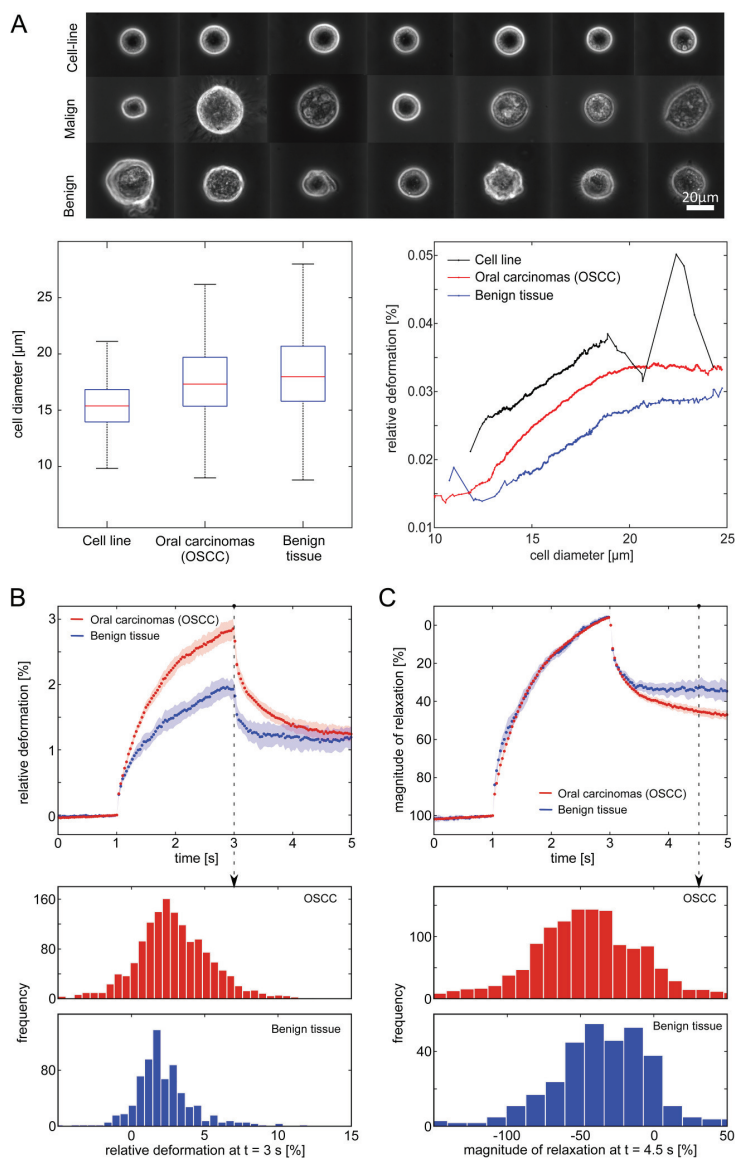 A
Cell-line
Malign
Benign
20µm
25
20
15
10
cell diameter [µm]
Cell line
Oral carcinomas
(OSCC)
Benign
tissue
0.05
0.04
0.03
0.02
0.01
relative deformation [%]
Cell line
Oral carcinomas (OSCC)
Benign tissue
10
15
20
25
cell diameter [µm]
B
3
2
1
0
relative deformation [%]
Oral carcinomas (OSCC)
Benign tissue
0
1
2
3
4
5
time [s]
C
0
20
40
60
80
100
magnitude of relaxation [%]
Oral carcinomas (OSCC)
Benign tissue
0
1
2
3
4
5
time [s]
160
80
0
OSCC
frequency
80
0
Benign tissue
0
5
10
15
relative deformation at t = 3 s [%]
100
0
OSCC
frequency
40
0
Benign tissue
-100
-50
0
50
magnitude of relaxation at t = 4.5 s [%]